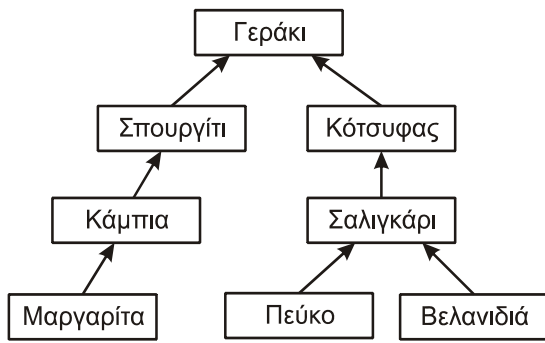 Γεράκι
Σπουργίτι
Κότσυφας
Κάμπια
Σαλιγκάρι
Μαργαρίτα
Πεύκο
Βελανιδιά